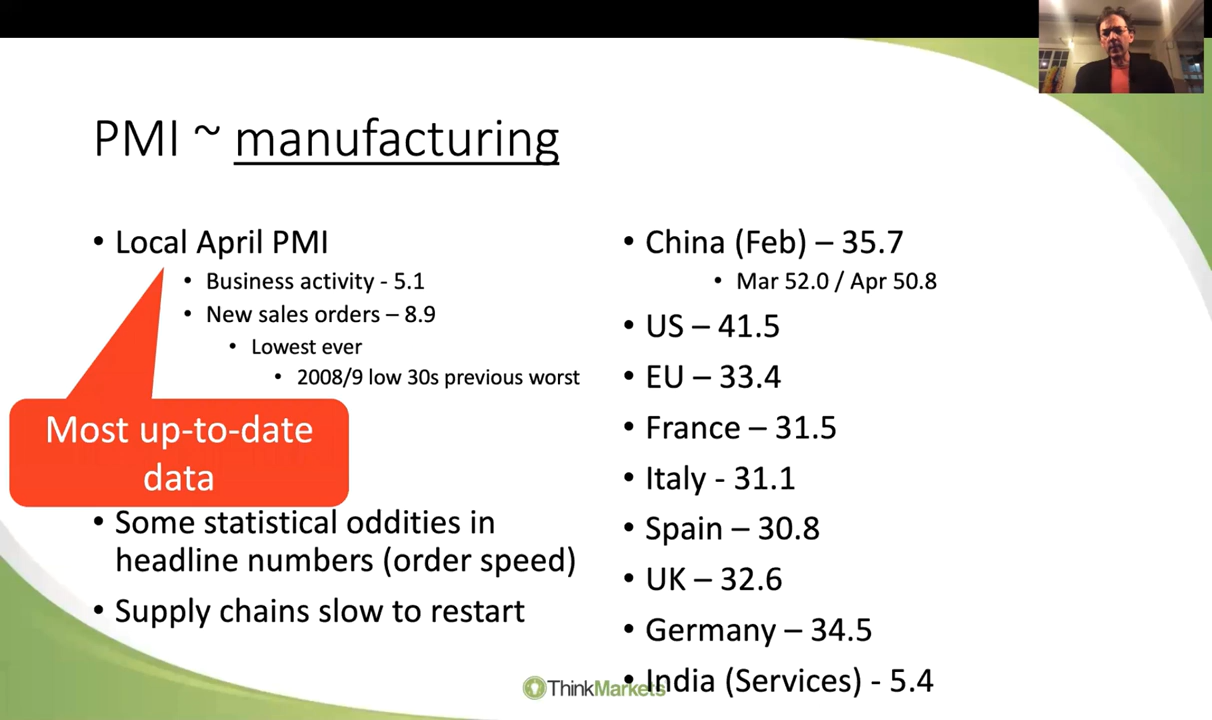 PMI ~ manufacturing
• Local April PMI
• Business activity - 5.1
• New sales orders – 8.9
• Lowest ever
• 2008/9 low 30s previous worst
Most up-to-date
data
• Some statistical oddities in
headline numbers (order speed)
• Supply chains slow to restart
• China (Feb) – 35.7
• Mar 52.0 / Apr 50.8
• US – 41.5
• EU – 33.4
• France – 31.5
• Italy - 31.1
• Spain – 30.8
• UK – 32.6
• Germany – 34.5
• India (Services) - 5.4
ThinkMarkets